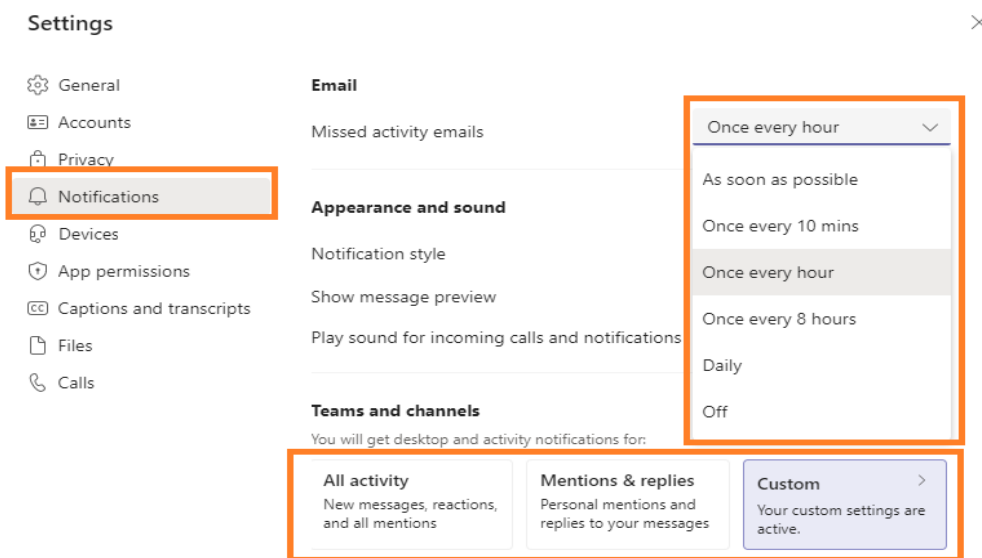 Settings
General
Accounts
Privacy
Notifications
Devices
App permissions
CC Captions and transcripts
Files
Calls
Email
Missed activity emails
Once every hour
As soon as possible
Once every 10 mins
Once every hour
Once every 8 hours
Daily
Off
Appearance and sound
Notification style
Show message preview
Play sound for incoming calls and notifications
Teams and channels
You will get desktop and activity notifications for:
All activity
New messages, reactions,
and all mentions
Mentions & replies
Personal mentions and
replies to your messages
Custom
Your custom settings are
active.